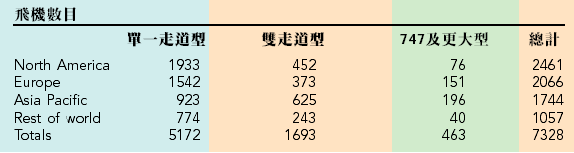 飛機數目
單一走道型 雙走道型 747及更大型 總計
North America 1933 452 76 2461
Europe 1542 373 151 2066
Asia Pacific 923 625 196 1744
Rest of world 774 243 40 1057
Totals 5172 1693 463 7328